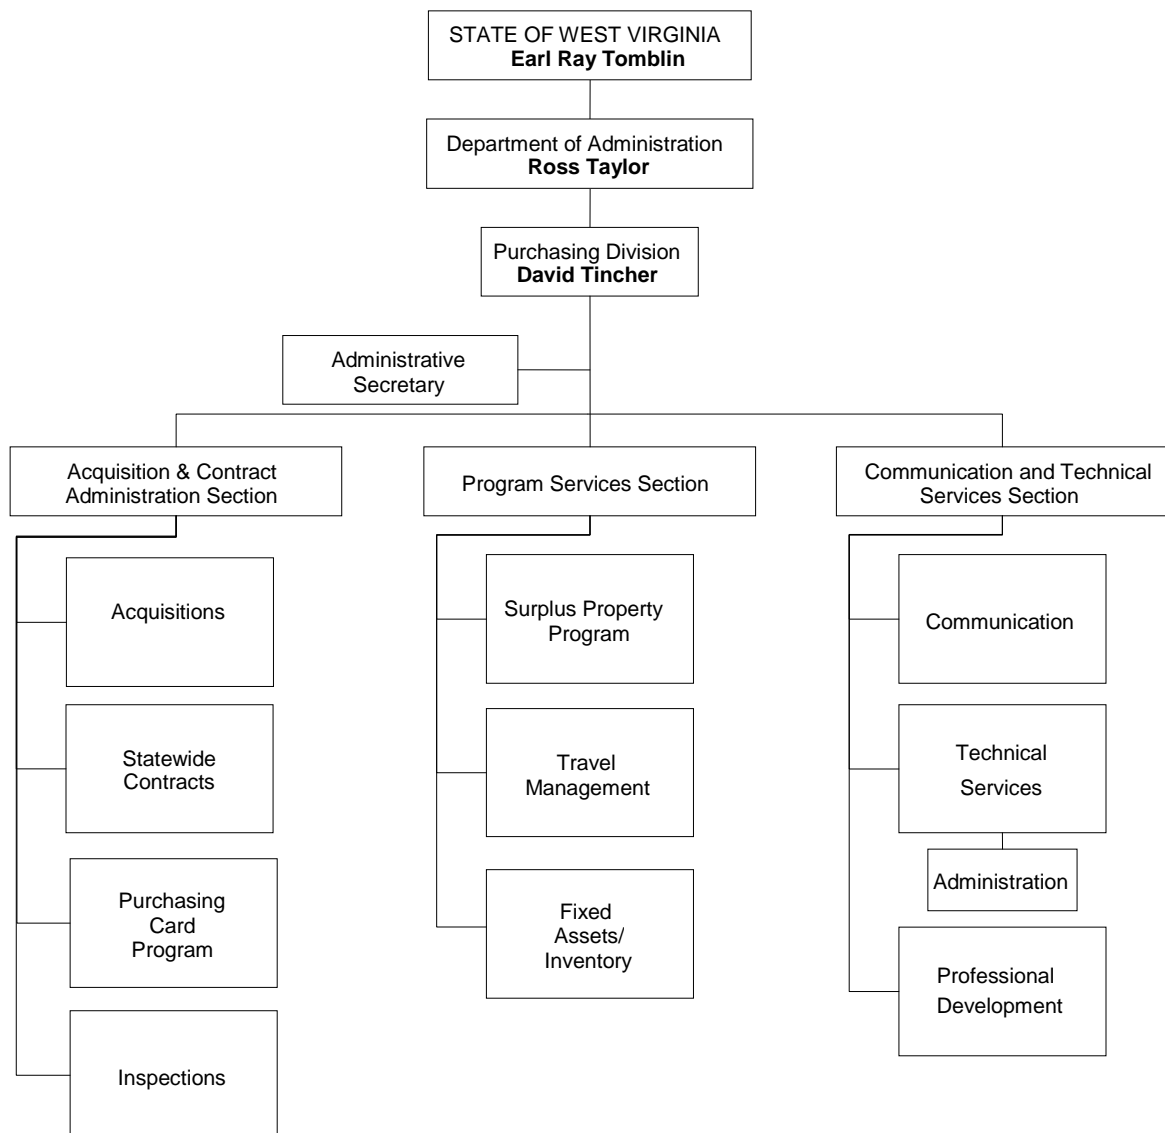 STATE OF WEST VIRGINIA
Earl Ray Tomblin
Department of Administration
Ross Taylor
Purchasing Division
David Tincher
Administrative
Secretary
Acquisition & Contract
Administration Section
Program Services Section
Communication and Technical
Services Section
Acquisitions
Statewide
Contracts
Purchasing
Card
Program
Inspections
Surplus Property
Program
Travel
Management
Fixed
Assets/
Inventory
Communication
Technical
Services
Administration
Professional
Development